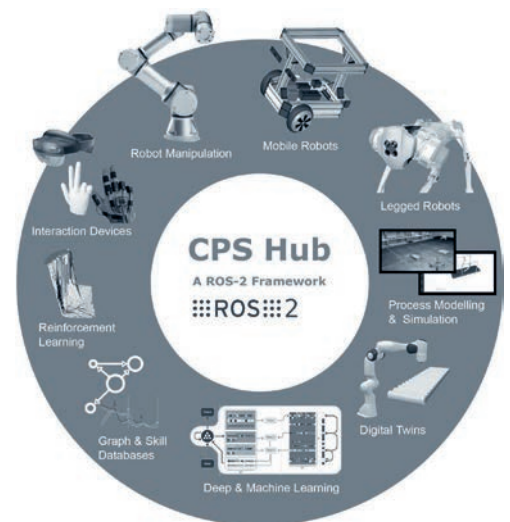 Robot Manipulation
Mobile Robots
Legged Robots
Interaction Devices
CPS Hub
A ROS-2 Framework
ROS 2
Process Modelling
& Simulation
Reinforcement
Learning
Digital Twins
Graph & Skill
Databases
Deep & Machine Learning